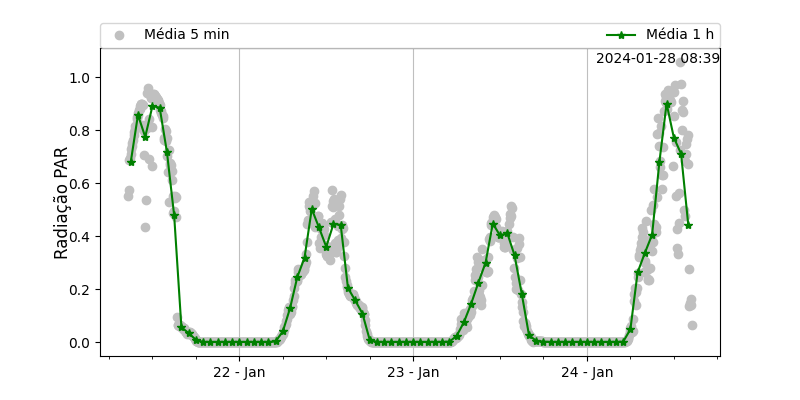 Média 5 min
Média 1 h
2024-01-28 08:39
Radiação PAR
1.0
0.8
0.6
0.4
0.2
0.0
22 - Jan
23 - Jan
24 - Jan